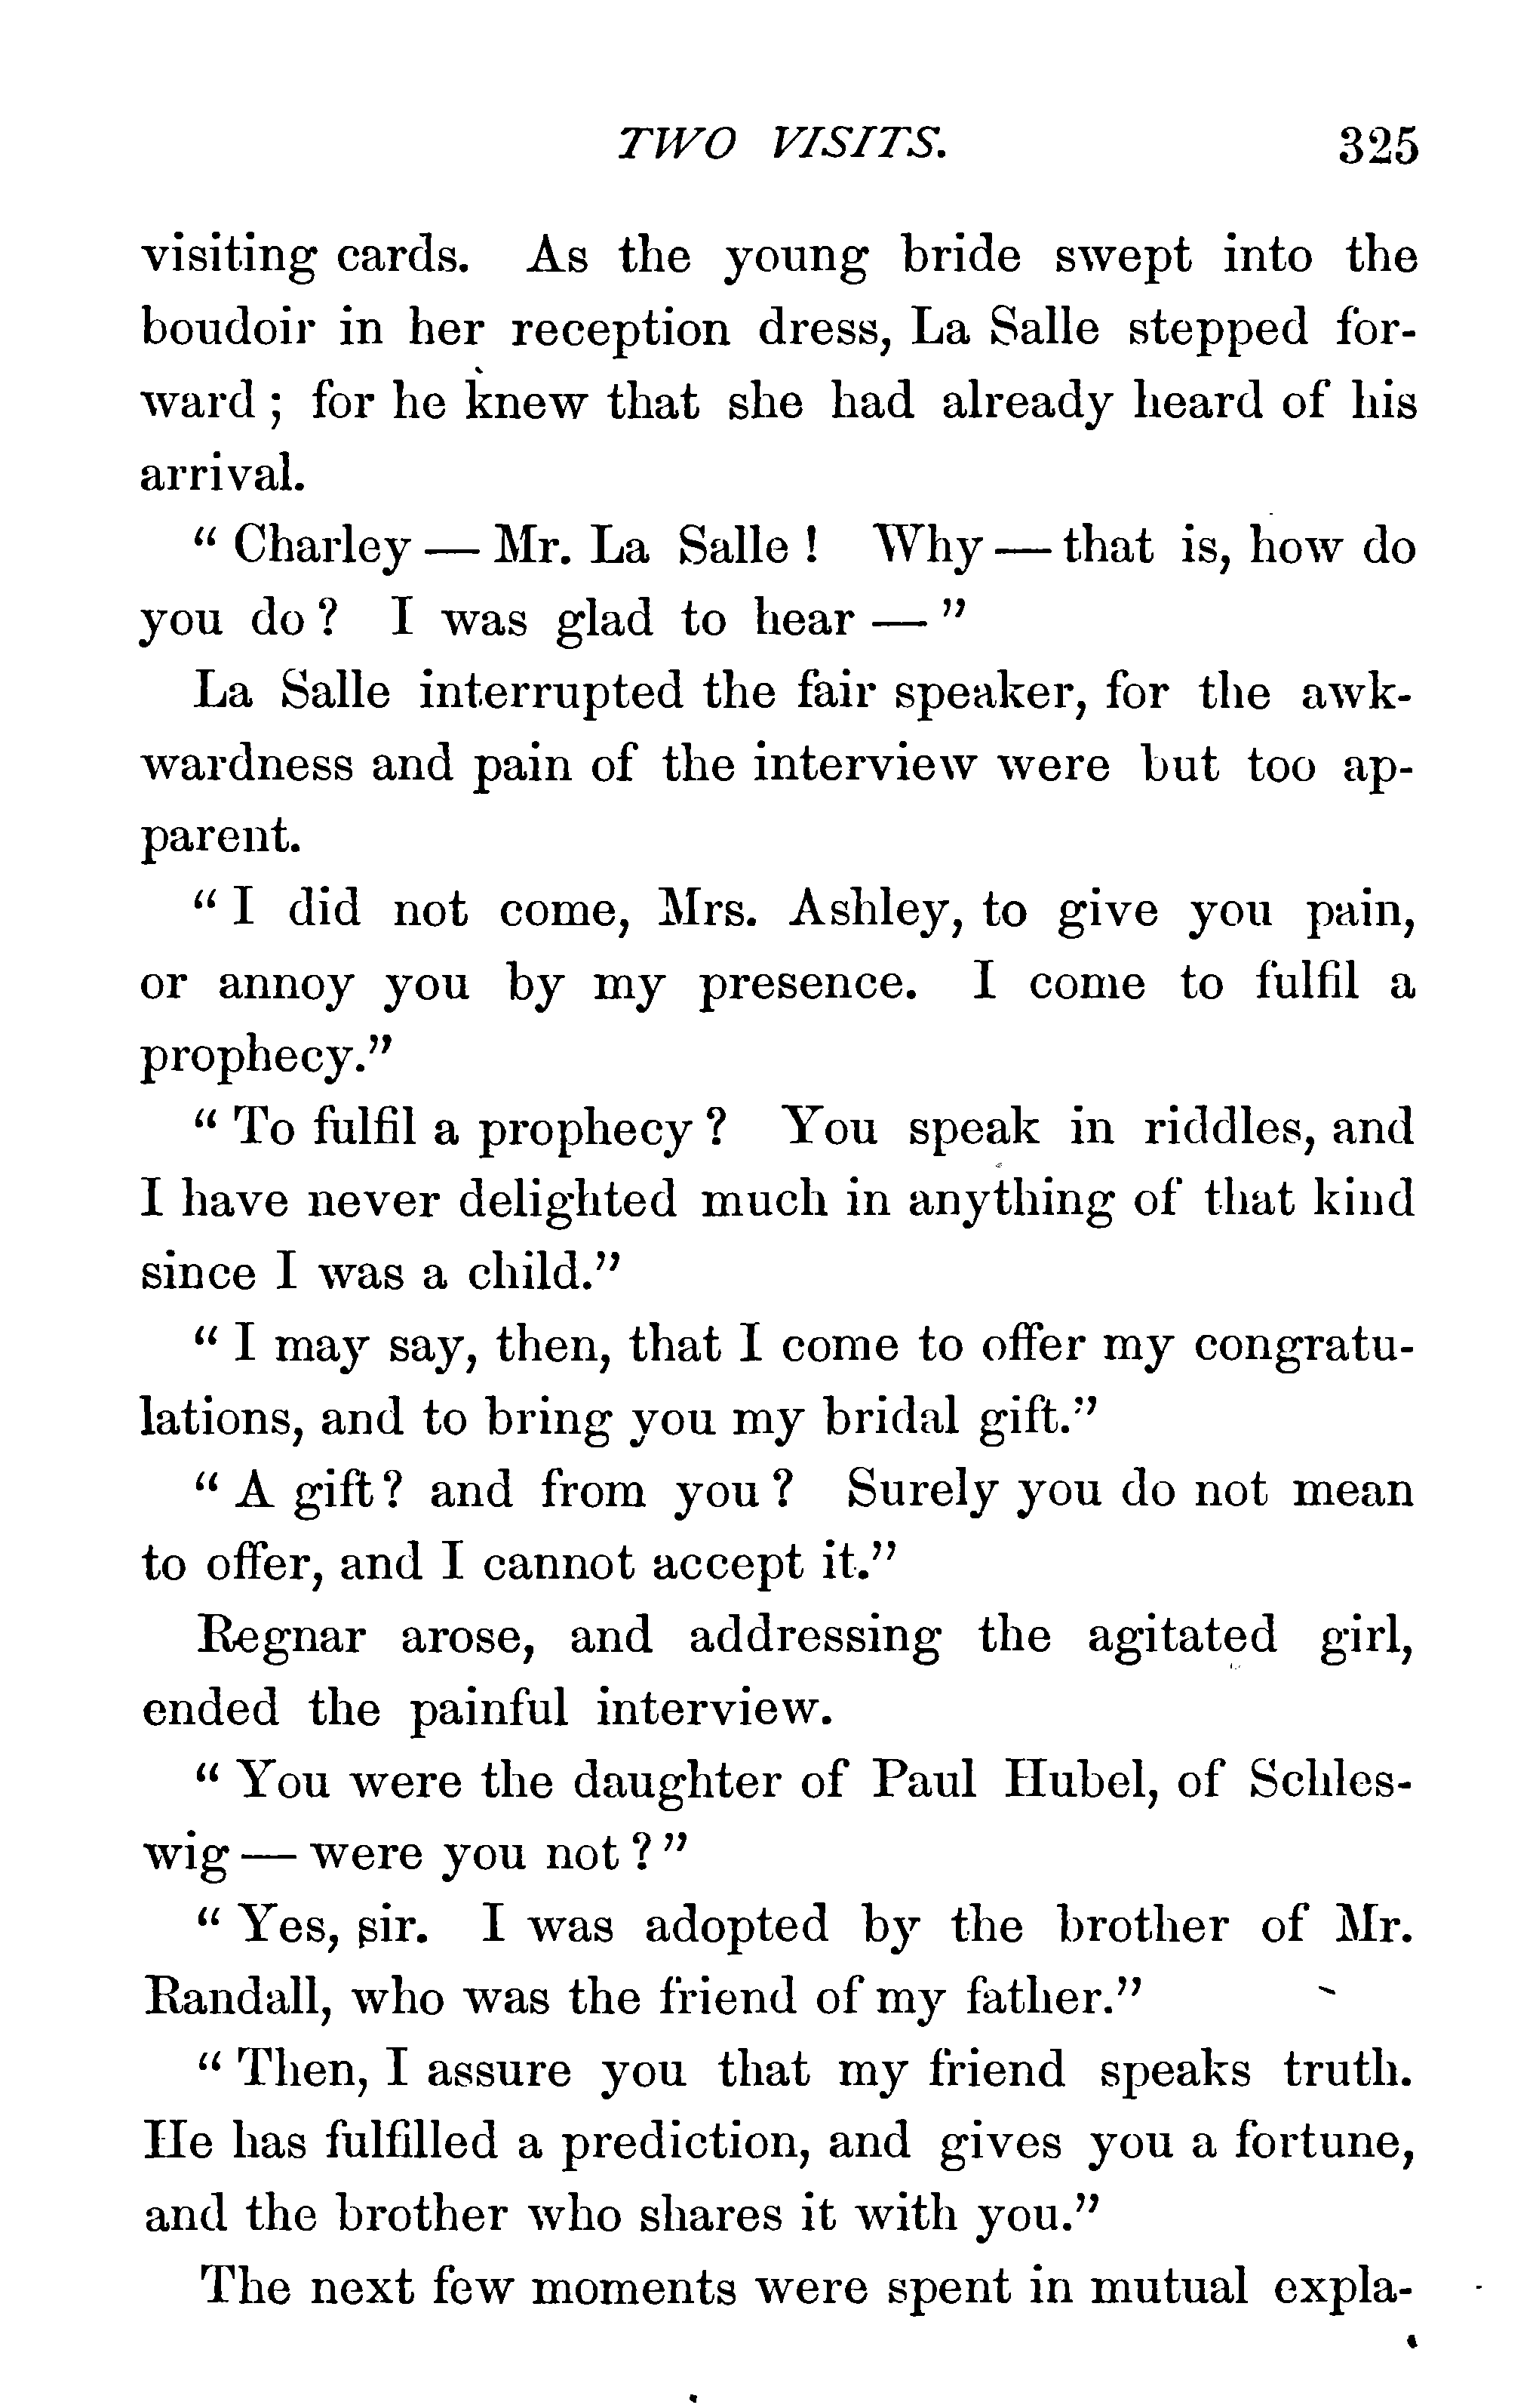 TWO VISITS. 325
visiting cards. As the young bride swept into the
boudoir in her reception dress, La Salle stepped for-
ward ; for he knew that she had already heard of his
arrival.
“ Charley — Mr. La Salle ! Why — that is, how do
you do ? I was glad to hear — ”
La Salle interrupted the fair speaker, for the awk-
wardness and pain of the interview were but too ap-
parent.
“ I did not come, Mrs. Ashley, to give you pain,
or annoy you by my presence. I come to fulfil a
prophecy.”
“ To fulfil a prophecy ? You speak in riddles, and
I have never delighted much in anything of that kind
since I was a child.”
“ I may say, then, that I come to offer my congratu-
lations, and to bring you my bridal gift.”
“ A gift ? and from you ? Surely you do not mean
to offer, and I cannot accept it.”
Regnar arose, and addressing the agitated girl,
ended the painful interview.
“ You were the daughter of Paul Hubel, of Schles-
wig — were you not ? ”
“ Yes, sir. I was adopted by the brother of Mr.
Randall, who was the friend of my father.”
“ Then, I assure you that my friend speaks truth.
He has fulfilled a prediction, and gives you a fortune,
and the brother who shares it with you.”
The next few moments were spent in mutual expla-